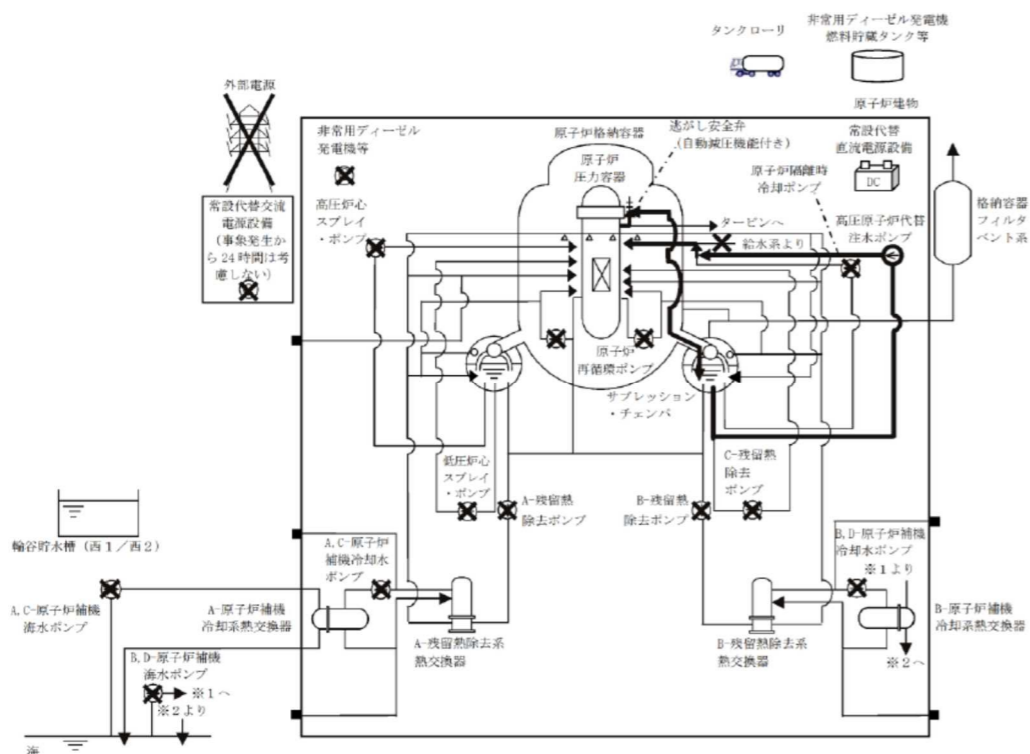 タンクローリ
非常用ディーゼル発電機
燃料貯蔵タンク等
外部電源
原子炉建物
非常用ディーゼル
発電機等
原子炉格納容器
原子炉
圧力容器
逃がし安全弁
(自動減圧機能付き)
常設代替
直流電源設備
DC
原子炉隔離時
冷却ポンプ
格納容器
フィルタ
ベント系
常設代替交流
電源設備
(事象発生か
ら24時間は考
慮しない)
高圧炉心
スプレイ
・ポンプ
タービンへ
給水系より
高圧原子炉代替
注水ポンプ
原子炉
再循環ポンプ
サプレッション
・チェンバ
低圧炉心
スプレイ
・ポンプ
A-残留熱
除去ポンプ
B-残留熱
除去ポンプ
C-残留熱
除去
ポンプ
輪谷貯水槽(西1/西2)
A,C-原子炉
補機冷却水
ポンプ
B,D-原子炉補機
冷却水ポンプ
※1より
A,C-原子炉補機
海水ポンプ
A-原子炉補機
冷却系熱交換器
A-残留熱除去系
熱交換器
B-残留熱除去系
熱交換器
B-原子炉補機
冷却系熱交換器
※2へ
B,D-原子炉補機
海水ポンプ
※1へ
※2より
海